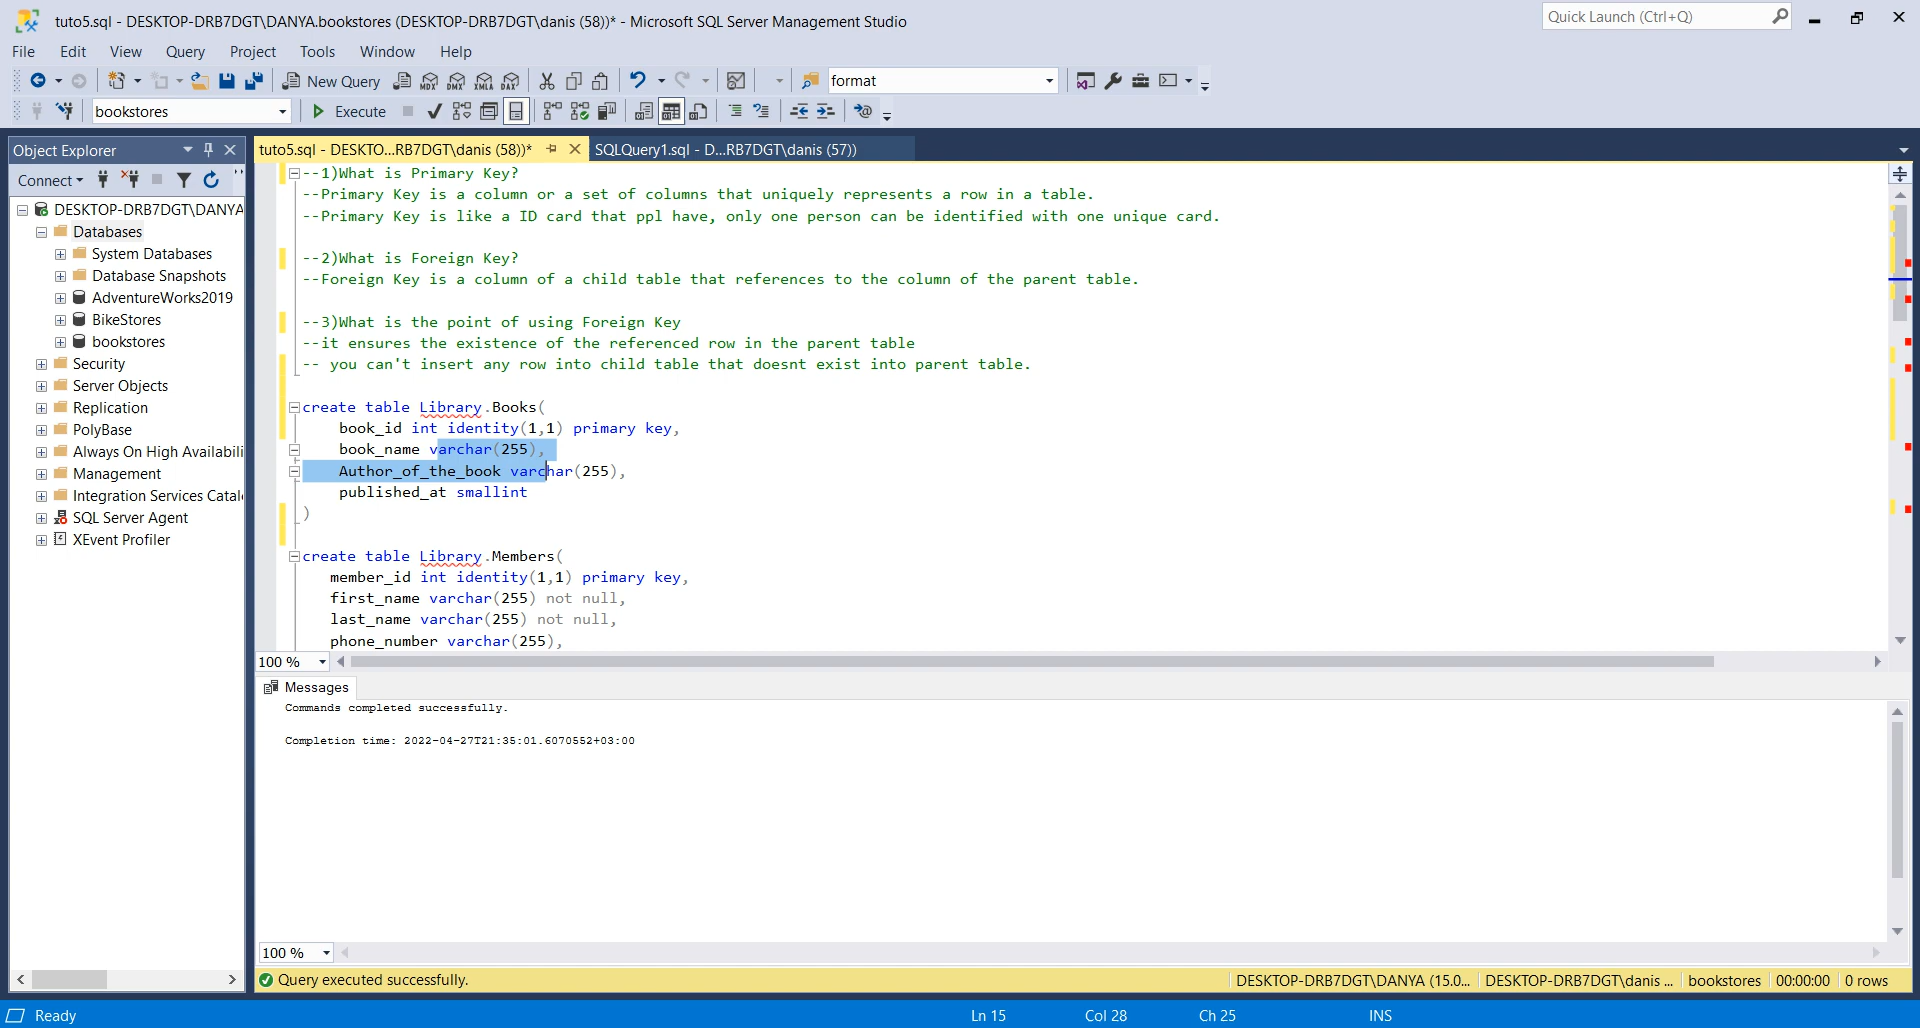 tuto5.sql - DESKTOP-DRB7DGT\DANYA.bookstores (DESKTOP-DRB7DGT\danis (58))* - Microsoft SQL Server Management Studio
Quick Launch (Ctrl+Q)
File Edit View Query Project Tools Window Help
New Query MDX DMX XMLA DAX format
bookstores Execute
Object Explorer
tuto5.sql - DESKTO...RB7DGT\danis (58))*
SQLQuery1.sql - D...RB7DGT\danis (57))
Connect
DESKTOP-DRB7DGT\DANYA
Databases
System Databases
Database Snapshots
AdventureWorks2019
BikeStores
bookstores
Security
Server Objects
Replication
PolyBase
Always On High Availabili
Management
Integration Services Catal
SQL Server Agent
XEvent Profiler
--1)What is Primary Key?
--Primary Key is a column or a set of columns that uniquely represents a row in a table.
--Primary Key is like a ID card that ppl have, only one person can be identified with one unique card.
--2)What is Foreign Key?
--Foreign Key is a column of a child table that references to the column of the parent table.
--3)What is the point of using Foreign Key
--it ensures the existence of the referenced row in the parent table
-- you can't insert any row into child table that doesnt exist into parent table.
create table Library.Books(
book_id int identity(1,1) primary key,
book_name varchar(255),
Author_of_the_book varchar(255),
published_at smallint
)
create table Library.Members(
member_id int identity(1,1) primary key,
first_name varchar(255) not null,
last_name varchar(255) not null,
phone_number varchar(255),
100 %
Messages
Commands completed successfully.
Completion time: 2022-04-27T21:35:01.6070552+03:00
100 %
Query executed successfully.
DESKTOP-DRB7DGT\DANYA (15.0... DESKTOP-DRB7DGT\danis ... bookstores 00:00:00 0 rows
Ready Ln 15 Col 28 Ch 25 INS